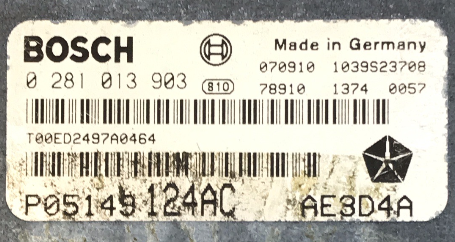 BOSCH Made in Germany
070910 1039S23708
0 281 013 903 810 78910 1374 0057
T00ED2497A0464
P05149124AC AE3D4A